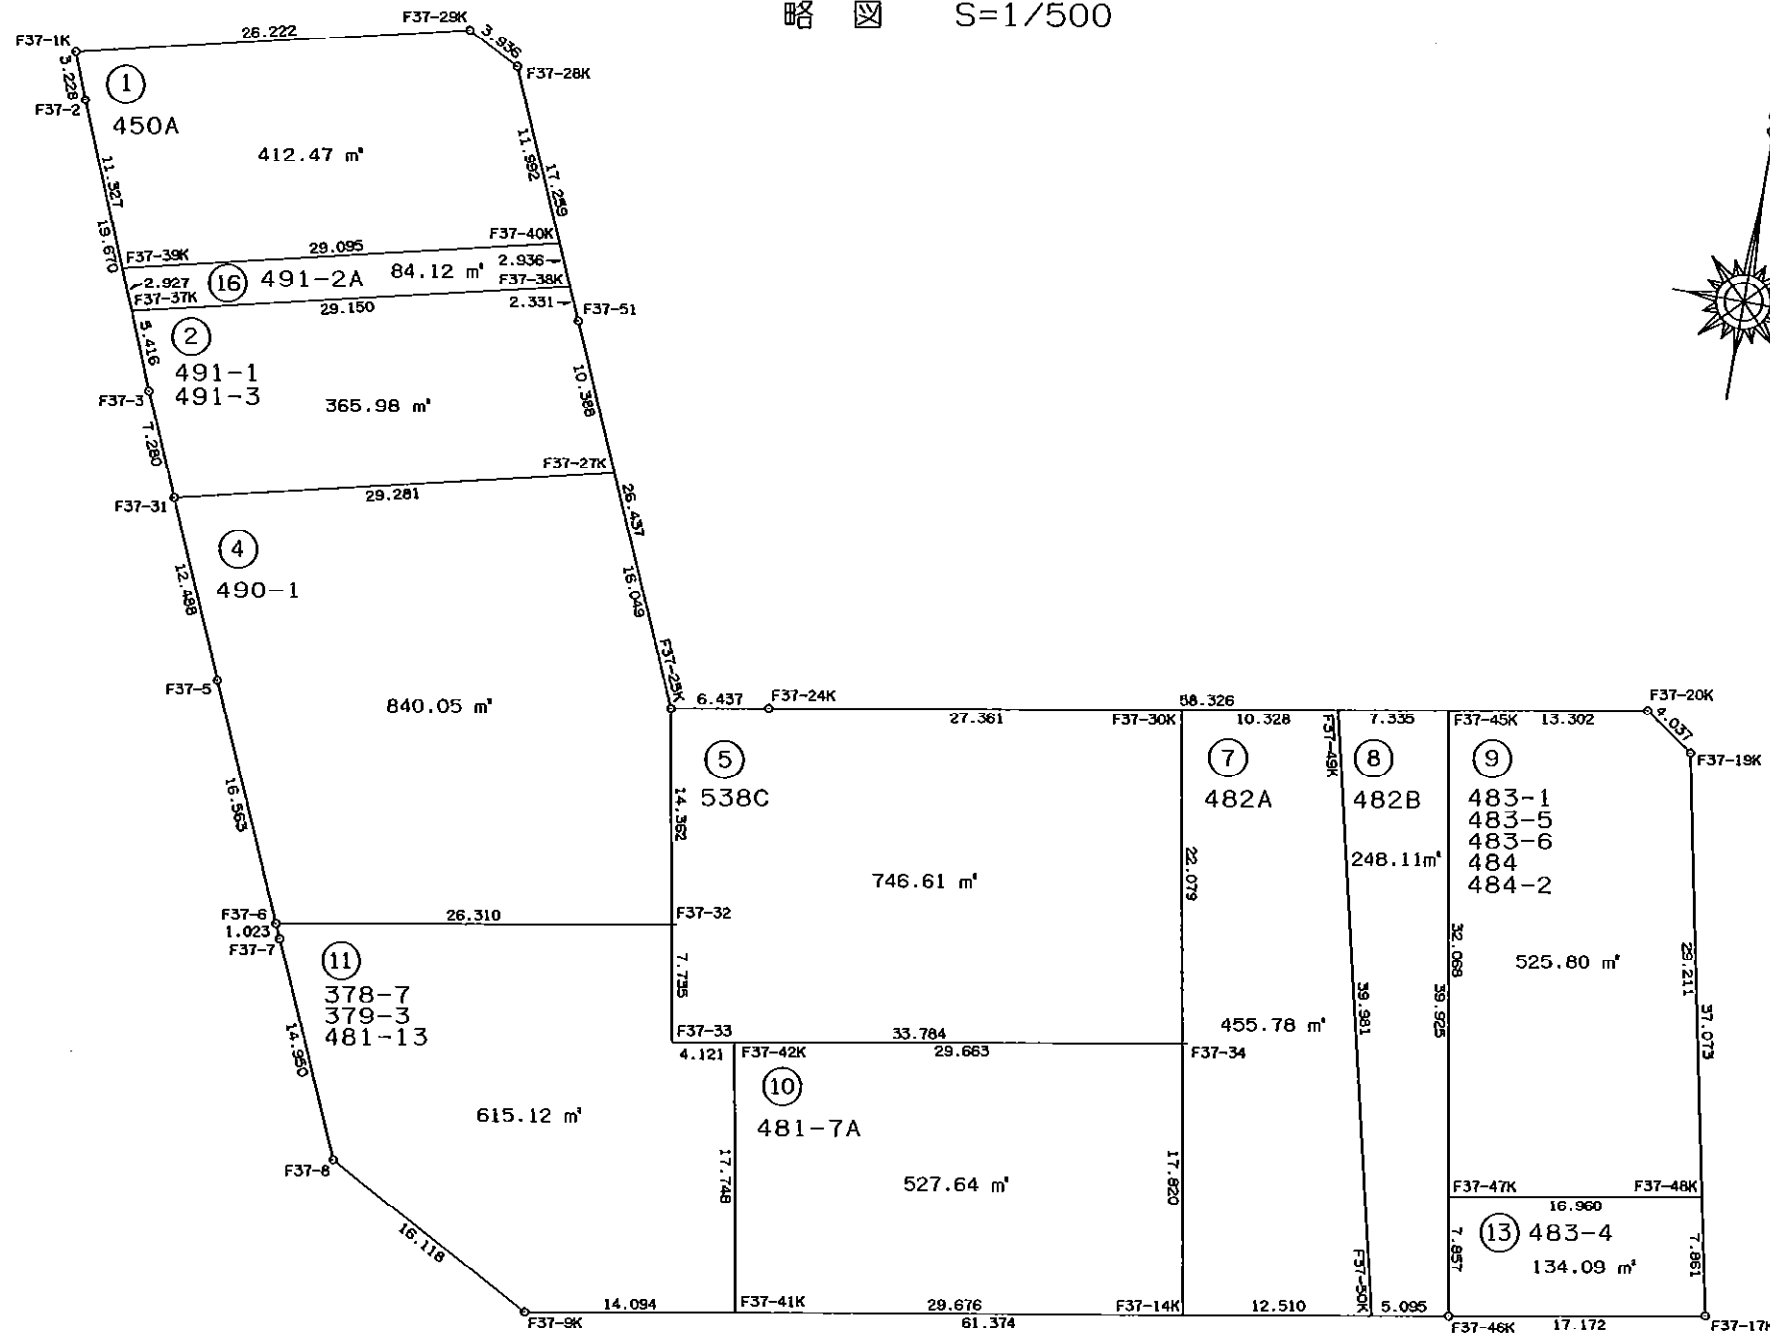 略 図 S=1/500
F37-1K
26.222
F37-29K
3.936
F37-28K
3.228
F37-2
①
450A
412.47 m²
11.327
19.670
11.992
17.259
F37-39K
29.095
F37-40K
2.927
⑯ 491-2A 84.12 m²
2.936
F37-38K
F37-37K
29.150
2.331
F37-51
5.416
②
491-1
491-3
365.98 m²
F37-3
7.280
10.388
F37-27K
F37-31
29.281
26.437
④
490-1
12.488
16.049
F37-5
840.05 m²
16.563
F37-25K
6.437
F37-24K
27.361
58.326
F37-30K
10.328
7.335
F37-45K
13.302
F37-20K
4.037
F37-19K
F37-49K
⑤
538C
14.362
746.61 m²
⑦
482A
22.079
⑧
482B
248.11m²
⑨
483-1
483-5
483-6
484
484-2
525.80 m²
32.068
39.925
39.981
29.211
37.073
F37-6
26.310
F37-32
1.023
F37-7
⑪
378-7
379-3
481-13
7.735
14.950
F37-33
33.784
455.78 m²
4.121
F37-42K
29.663
F37-34
⑩
481-7A
615.12 m²
17.748
527.64 m²
17.820
F37-8
16.118
F37-47K
F37-48K
16.960
⑬ 483-4
134.09 m²
7.857
7.861
F37-50K
14.094
F37-41K
29.676
F37-14K
12.510
5.095
F37-9K
61.374
F37-46K
17.172
F37-17K